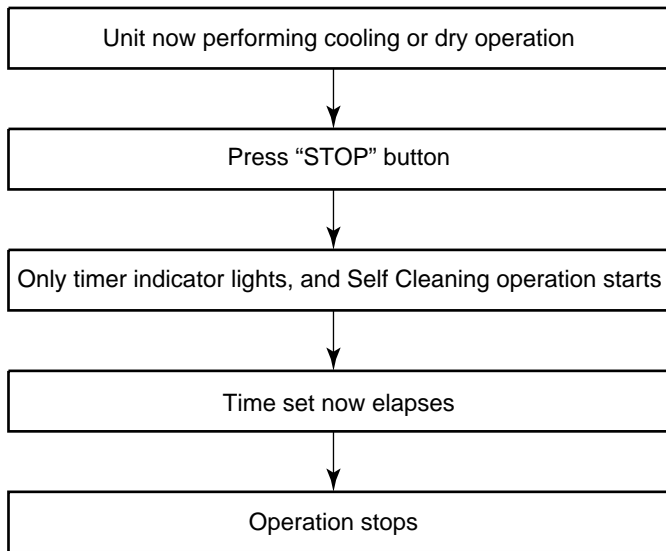 Unit now performing cooling or dry operation
Press “STOP” button
Only timer indicator lights, and Self Cleaning operation starts
Time set now elapses
Operation stops